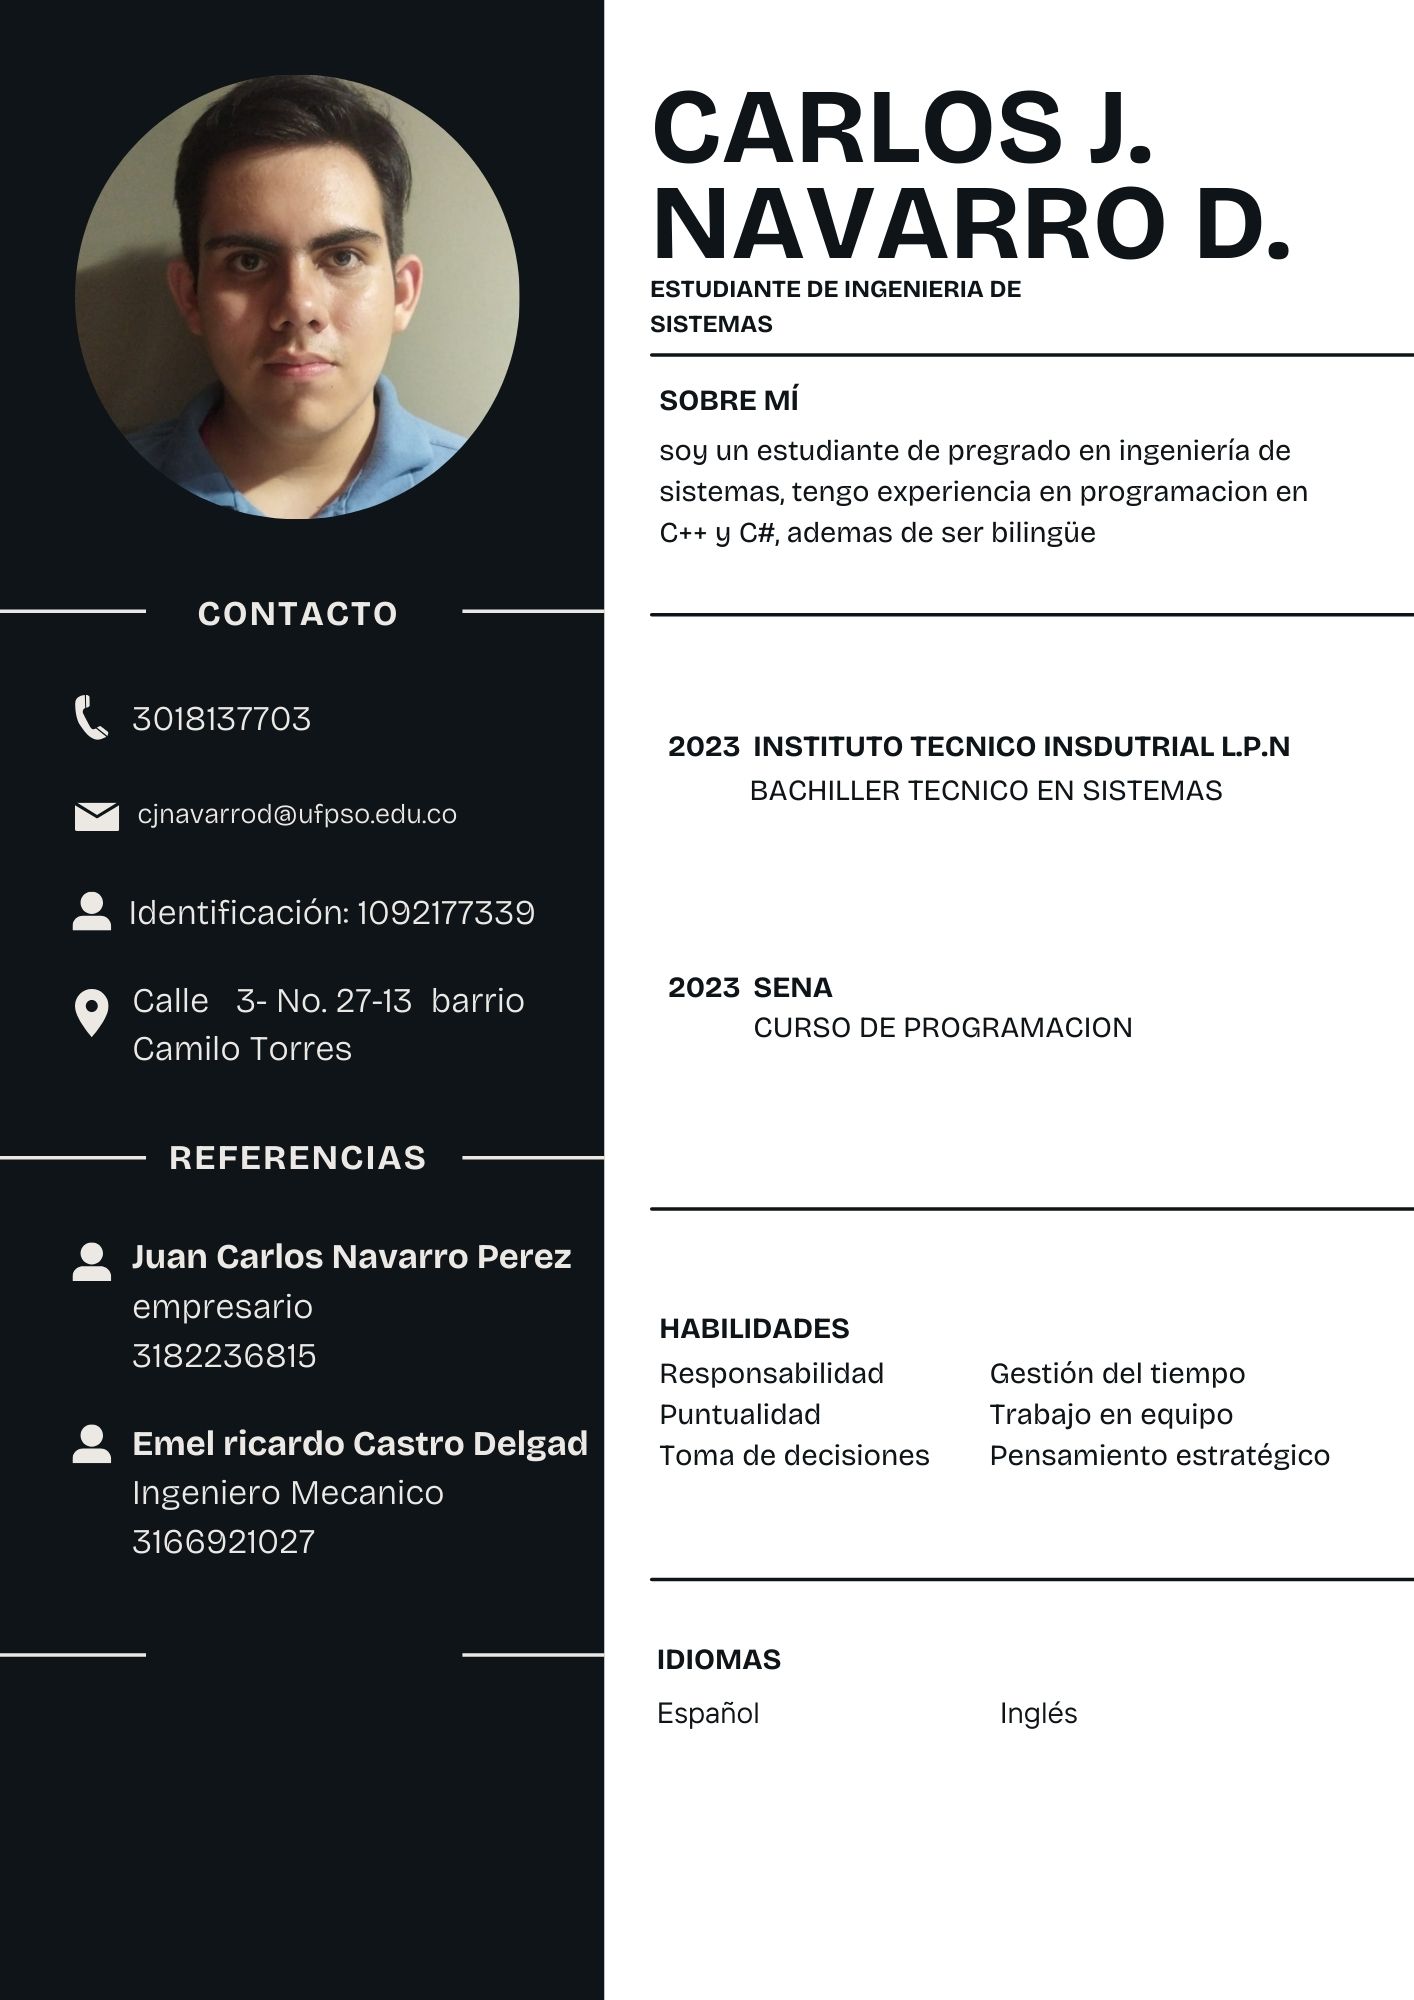 CARLOS J.
NAVARRO D.
ESTUDIANTE DE INGENIERIA DE
SISTEMAS
SOBRE MÍ
soy un estudiante de pregrado en ingeniería de
sistemas, tengo experiencia en programacion en
C++ y C#, ademas de ser bilingüe
CONTACTO
3018137703
cjnavarrod@ufpso.edu.co
Identificación: 1092177339
Calle 3- No. 27-13 barrio
Camilo Torres
REFERENCIAS
Juan Carlos Navarro Perez
empresario
3182236815
Emel ricardo Castro Delgad
Ingeniero Mecanico
3166921027
2023 INSTITUTO TECNICO INSDUTRIAL L.P.N
BACHILLER TECNICO EN SISTEMAS
2023 SENA
CURSO DE PROGRAMACION
HABILIDADES
Responsabilidad Gestión del tiempo
Puntualidad Trabajo en equipo
Toma de decisiones Pensamiento estratégico
IDIOMAS
Español Inglés